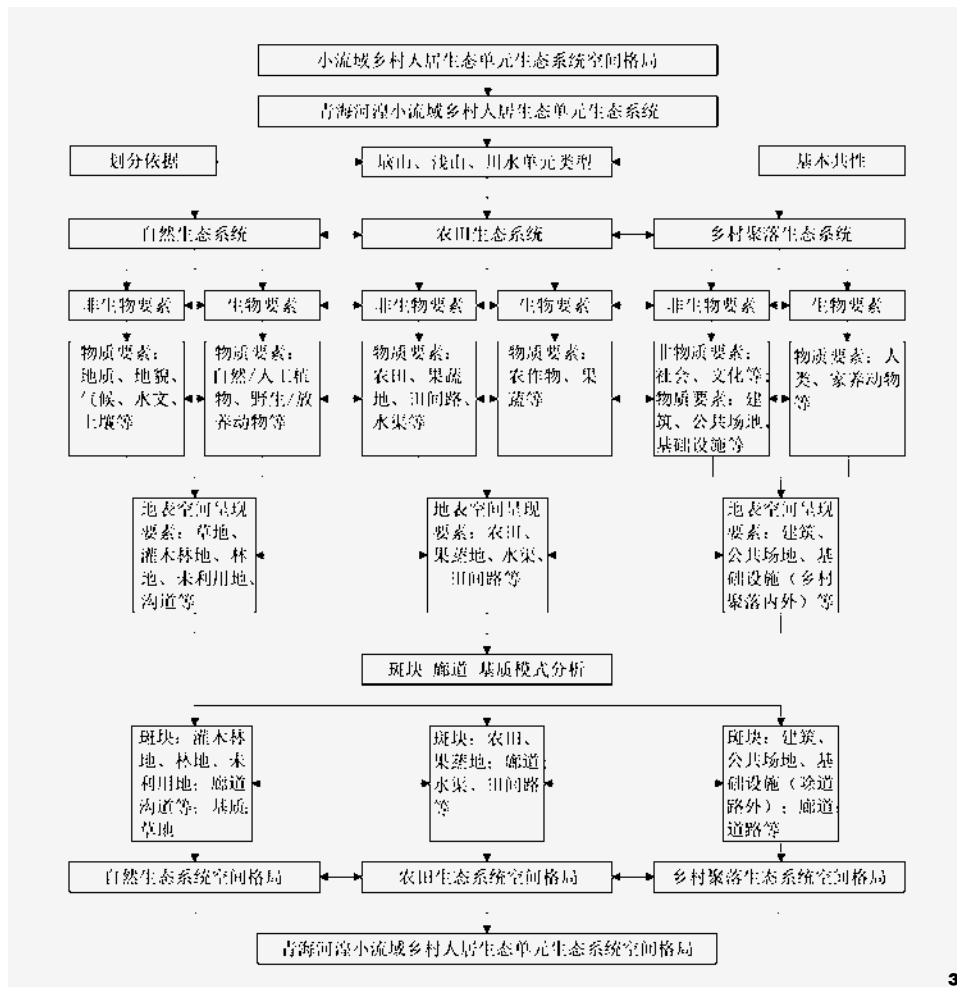 小流域乡村人居生态单元生态系统空间格局
青海河湟小流域乡村人居生态单元生态系统
划分依据
脑山、浅山、川水单元类型
基本共性
自然生态系统
农田生态系统
乡村聚落生态系统
非生物要素
生物要素
非生物要素
生物要素
非生物要素
生物要素
物质要素：
地质、地貌、
气候、水文、
土壤等
物质要素：
自然/人工植
物、野生/放
养动物等
物质要素：
农田、果蔬
地、田间路、
水渠等
物质要素：
农作物、果
蔬等
非物质要素：
社会、文化等；
物质要素：建
筑、公共场地、
基础设施等
物质要素：人
类、家养动物
等
地表空间呈现
要素：草地、
灌木林地、林
地、未利用地、
沟道等
地表空间呈现
要素：农田、
果蔬地、水渠、
田间路等
地表空间呈现
要素：建筑、
公共场地、基
础设施（乡村
聚落内外）等
斑块 廊道 基质模式分析
斑块：灌木林
地、林地、未
利用地；廊道：
沟道等；基质：
草地
斑块：农田、
果蔬地；廊道：
水渠、田间路
等
斑块：建筑、
公共场地、基
础设施（除道
路外）；廊道：
道路等
自然生态系统空间格局
农田生态系统空间格局
乡村聚落生态系统空间格局
青海河湟小流域乡村人居生态单元生态系统空间格局
3